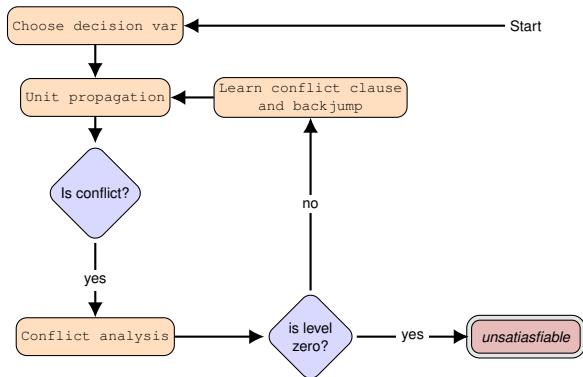 Choose decision var
Start
Unit propagation
Learn conflict clause
and backjump
Is conflict?
no
yes
Conflict analysis
is level
zero?
yes
unsatiasfiable